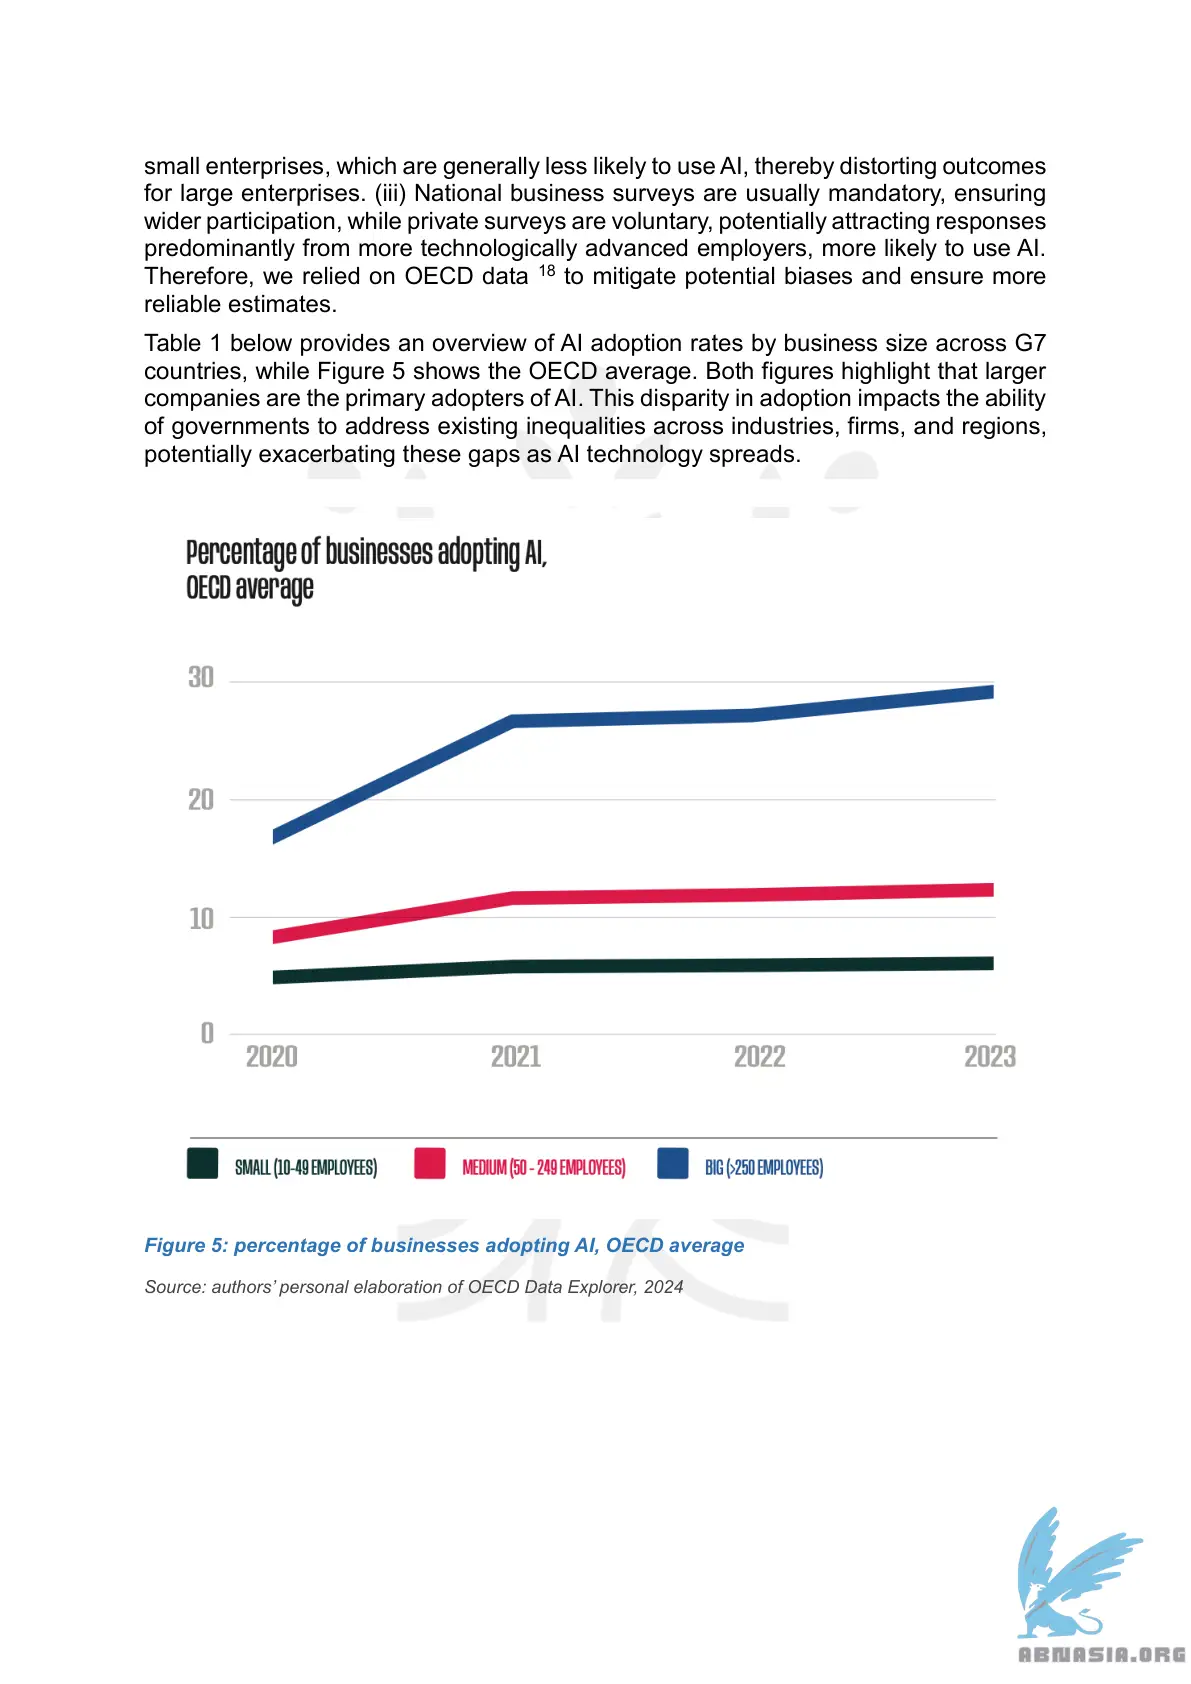 small enterprises, which are generally less likely to use AI, thereby distorting outcomes
for large enterprises. (iii) National business surveys are usually mandatory, ensuring
wider participation, while private surveys are voluntary, potentially attracting responses
predominantly from more technologically advanced employers, more likely to use AI.
Therefore, we relied on OECD data 18 to mitigate potential biases and ensure more
reliable estimates.
Table 1 below provides an overview of AI adoption rates by business size across G7
countries, while Figure 5 shows the OECD average. Both figures highlight that larger
companies are the primary adopters of AI. This disparity in adoption impacts the ability
of governments to address existing inequalities across industries, firms, and regions,
potentially exacerbating these gaps as AI technology spreads.
Percentage of businesses adopting AI,
OECD average
30
20
10
0
2020 2021 2022 2023
SMALL (10-49 EMPLOYEES) MEDIUM (50 - 249 EMPLOYEES) BIG (>250 EMPLOYEES)
Figure 5: percentage of businesses adopting AI, OECD average
Source: authors’ personal elaboration of OECD Data Explorer, 2024
ABNASIA.ORG